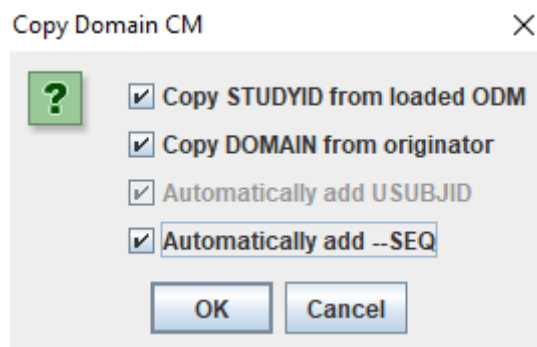 Copy Domain CM
?
Copy STUDYID from loaded ODM
Copy DOMAIN from originator
Automatically add USUBJID
Automatically add --SEQ
OK Cancel